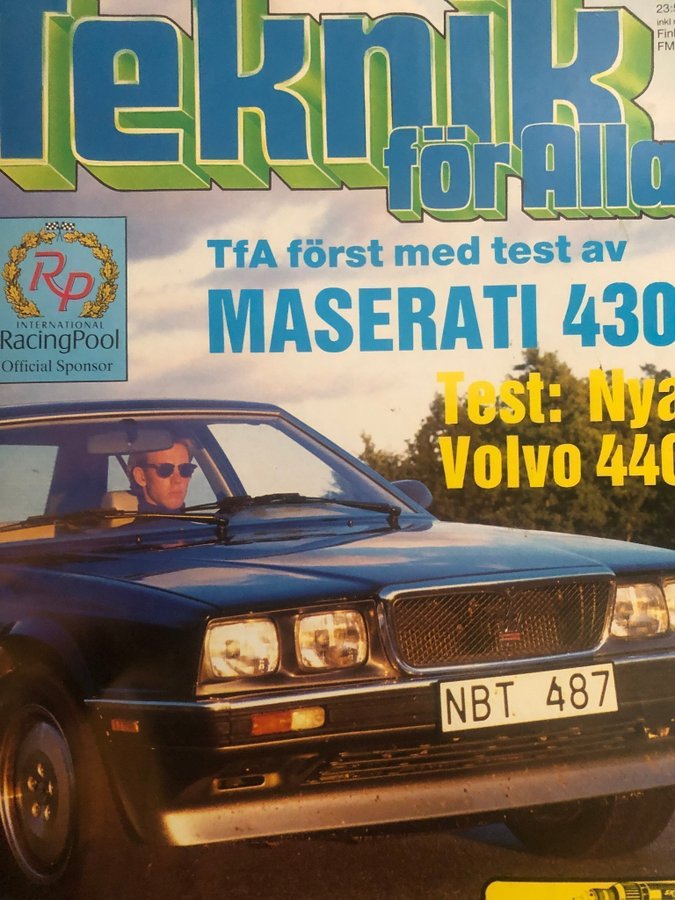 Teknik
för Alla
inkl
TfA först med test av
MASERATI 430
RP
INTERNATIONAL
RacingPool
Official Sponsor
Test: Nya
Volvo 440
NBT 487